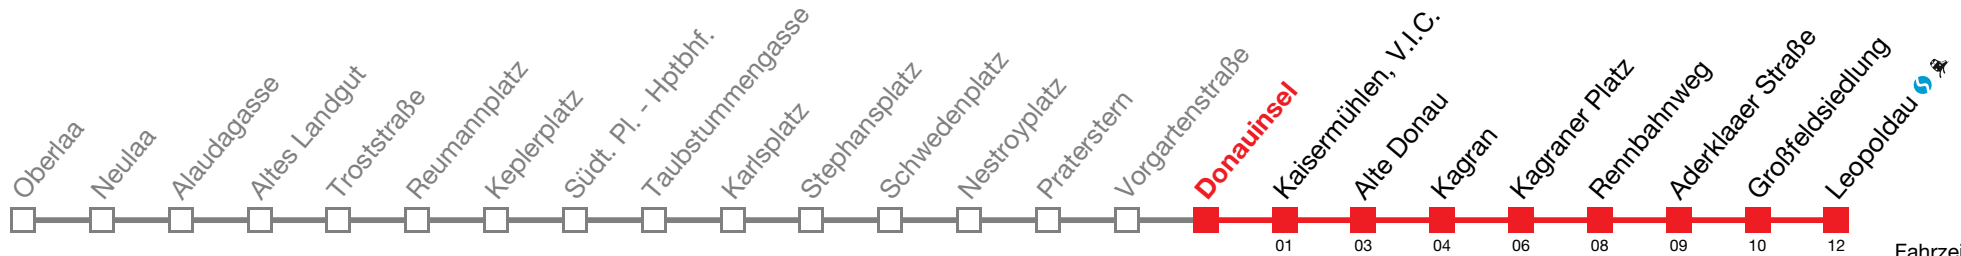 Oberlaa
Neulaa
Alaudagasse
Altes Landgut
Troststraße
Reumannplatz
Keplerplatz
Südt. Pl. - Hptbhf.
Taubstummengasse
Karlsplatz
Stephansplatz
Schwedenplatz
Nestroyplatz
Praterstern
Vorgartenstraße
Donauinsel
Kaisermühlen, V.I.C.
Alte Donau
Kagran
Kagraner Platz
Rennbahnweg
Aderklaaer Straße
Großfeldsiedlung
Leopoldau
01 03 04 06 08 09 10 12
Fahrzei